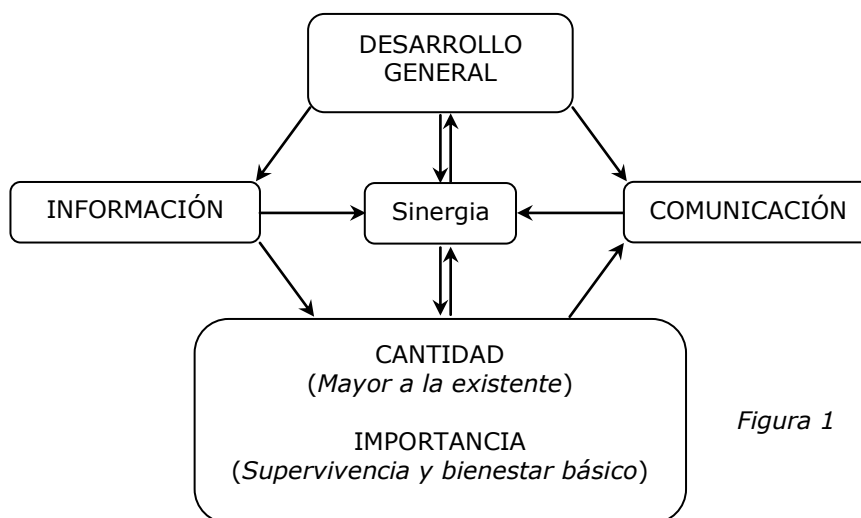 DESARROLLO
GENERAL
INFORMACIÓN
Sinergia
COMUNICACIÓN
CANTIDAD
(Mayor a la existente)
IMPORTANCIA
(Supervivencia y bienestar básico)
Figura 1